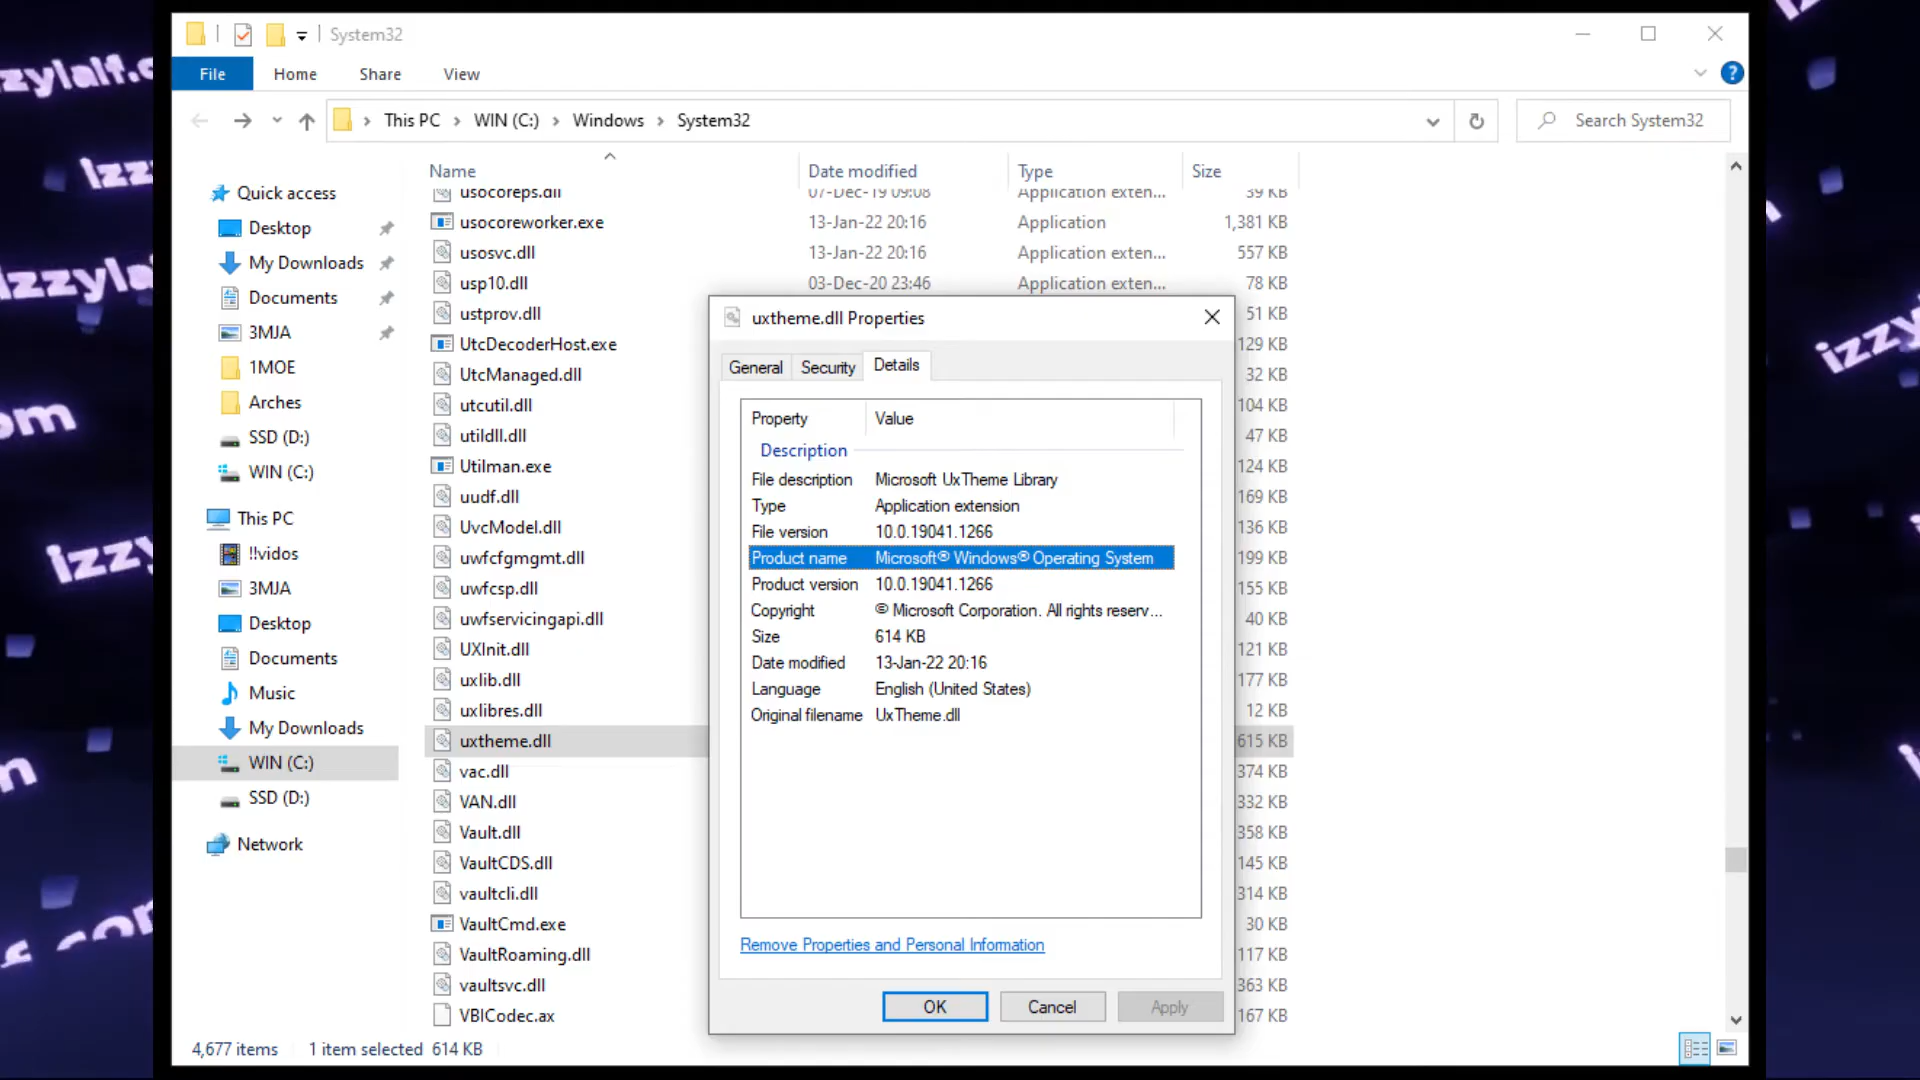 System32
File Home Share View
This PC > WIN (C:) > Windows > System32
Search System32
Name Date modified Type Size
Quick access
Desktop
My Downloads
Documents
3MJA
1MOE
Arches
SSD (D:)
WIN (C:)
This PC
!!vidos
3MJA
Desktop
Documents
Music
My Downloads
WIN (C:)
SSD (D:)
Network
usocoreps.dll 07-Dec-19 09:08 Application exten... 39 KB
usocoreworker.exe 13-Jan-22 20:16 Application 1,381 KB
usosvc.dll 13-Jan-22 20:16 Application exten... 557 KB
usp10.dll 03-Dec-20 23:46 Application exten... 78 KB
ustprov.dll 51 KB
UtcDecoderHost.exe 129 KB
UtcManaged.dll 32 KB
utcutil.dll 104 KB
utildll.dll 47 KB
Utilman.exe 124 KB
uudf.dll 169 KB
UvcModel.dll 136 KB
uwfcfgmgmt.dll 199 KB
uwfcsp.dll 155 KB
uwfservicingapi.dll 40 KB
UXInit.dll 121 KB
uxlib.dll 177 KB
uxlibres.dll 12 KB
uxtheme.dll 615 KB
vac.dll 374 KB
VAN.dll 332 KB
Vault.dll 358 KB
VaultCDS.dll 145 KB
vaultcli.dll 314 KB
VaultCmd.exe 30 KB
VaultRoaming.dll 117 KB
vaultsvc.dll 363 KB
VBICodec.ax 167 KB
uxtheme.dll Properties
General Security Details
Property Value
Description
File description Microsoft UxTheme Library
Type Application extension
File version 10.0.19041.1266
Product name Microsoft® Windows® Operating System
Product version 10.0.19041.1266
Copyright © Microsoft Corporation. All rights reserv...
Size 614 KB
Date modified 13-Jan-22 20:16
Language English (United States)
Original filename UxTheme.dll
Remove Properties and Personal Information
OK Cancel Apply
4,677 items 1 item selected 614 KB